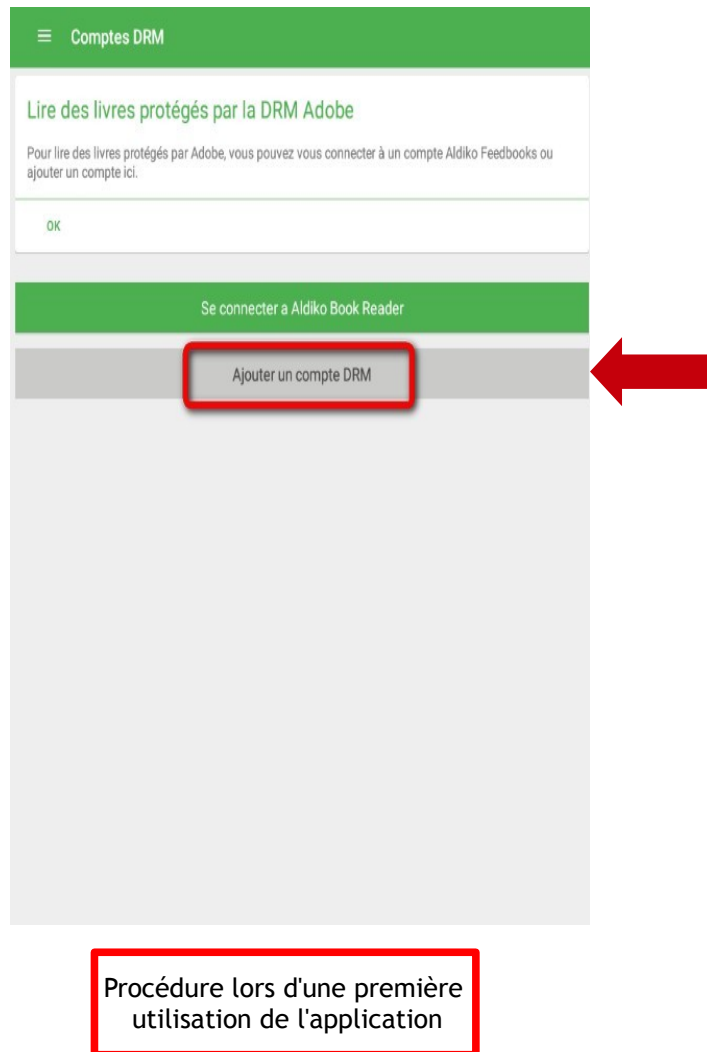 Comptes DRM
Lire des livres protégés par la DRM Adobe
Pour lire des livres protégés par Adobe, vous pouvez vous connecter à un compte Aldiko Feedbooks ou
ajouter un compte ici.
OK
Se connecter a Aldiko Book Reader
Ajouter un compte DRM
Procédure lors d'une première
utilisation de l'application